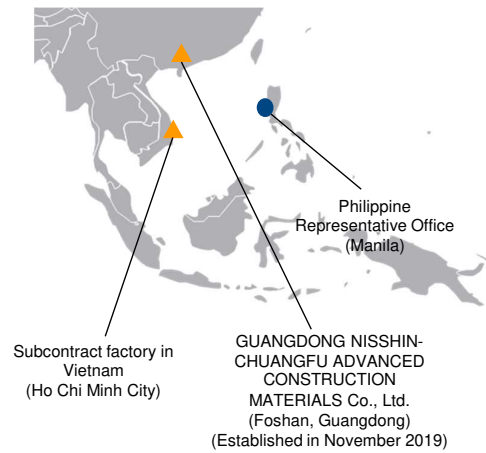 Philippine
Representative Office
(Manila)
Subcontract factory in
Vietnam
(Ho Chi Minh City)
GUANGDONG NISSHIN-
CHUANGFU ADVANCED
CONSTRUCTION
MATERIALS Co., Ltd.
(Foshan, Guangdong)
(Established in November 2019)